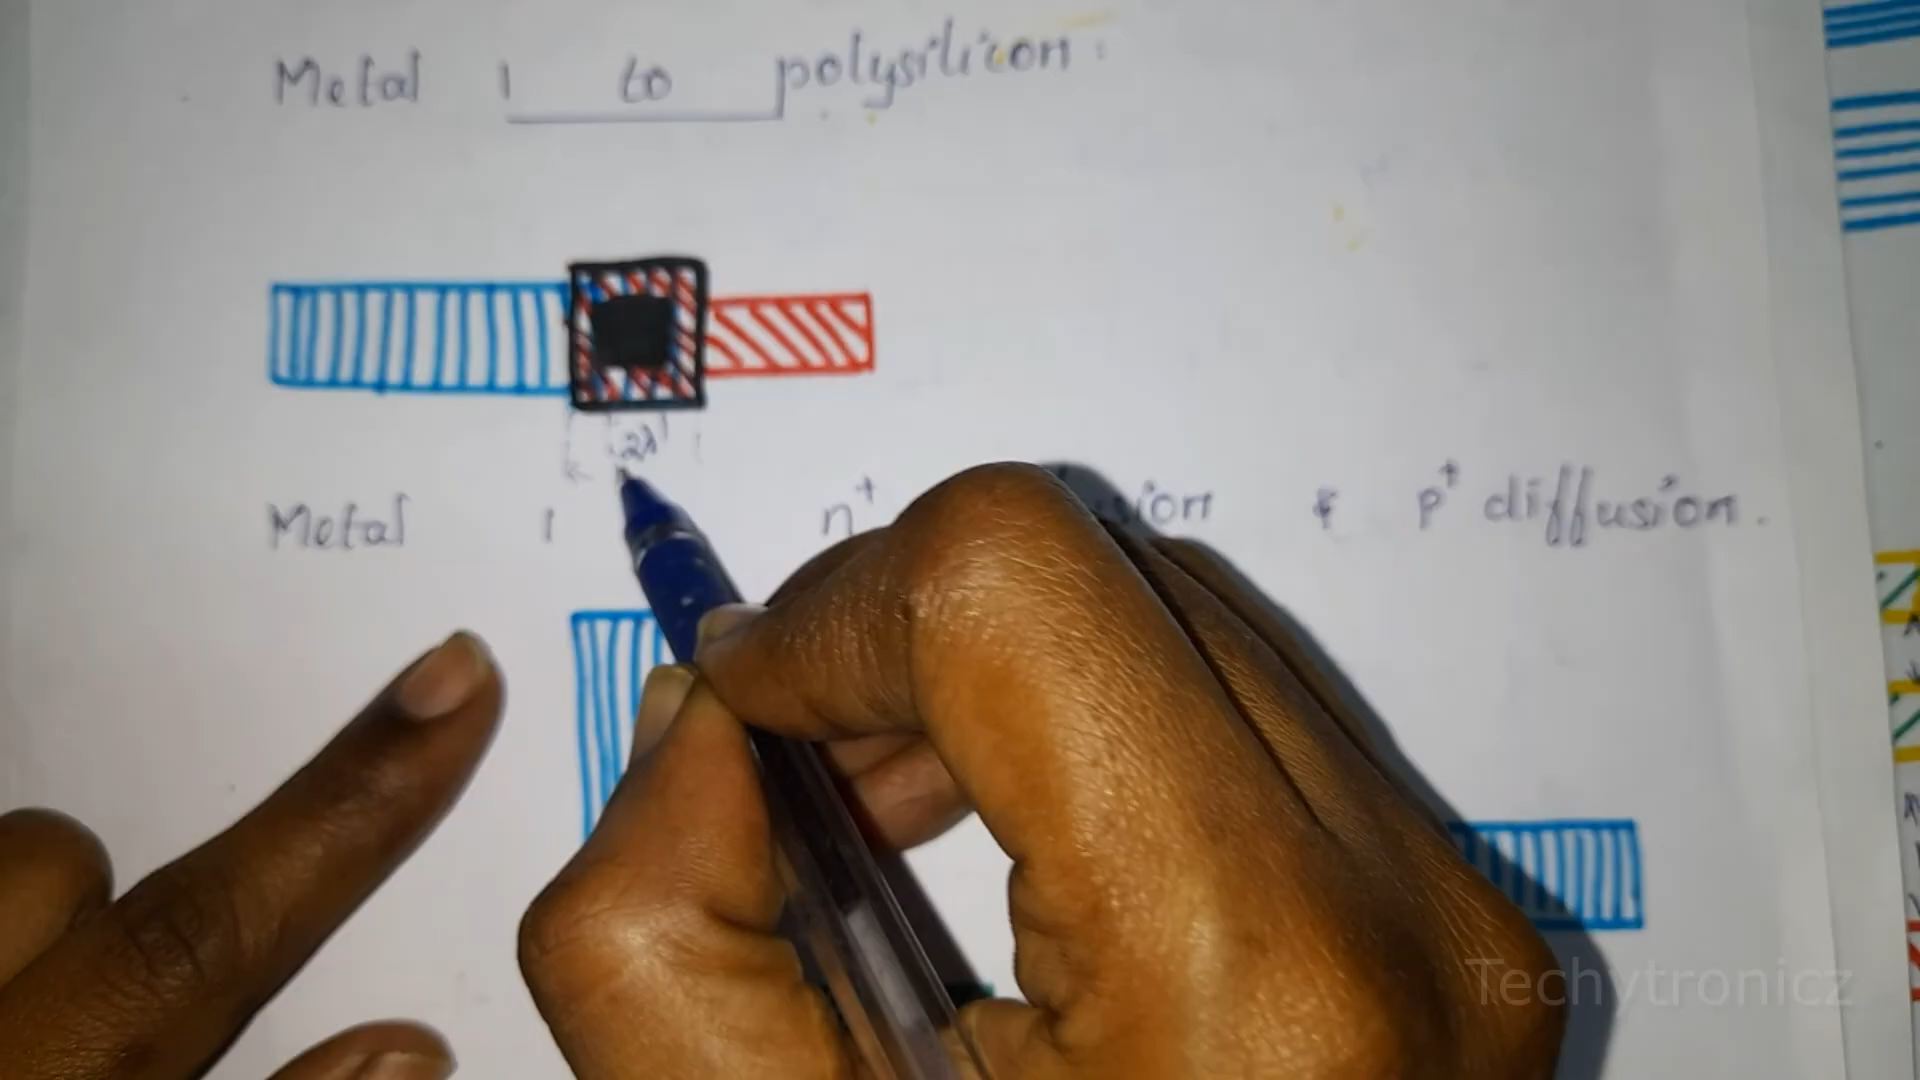 Metal 1 to polysilicon.
2λ
Metal 1 n+ & p+ diffusion.
Techytronicz